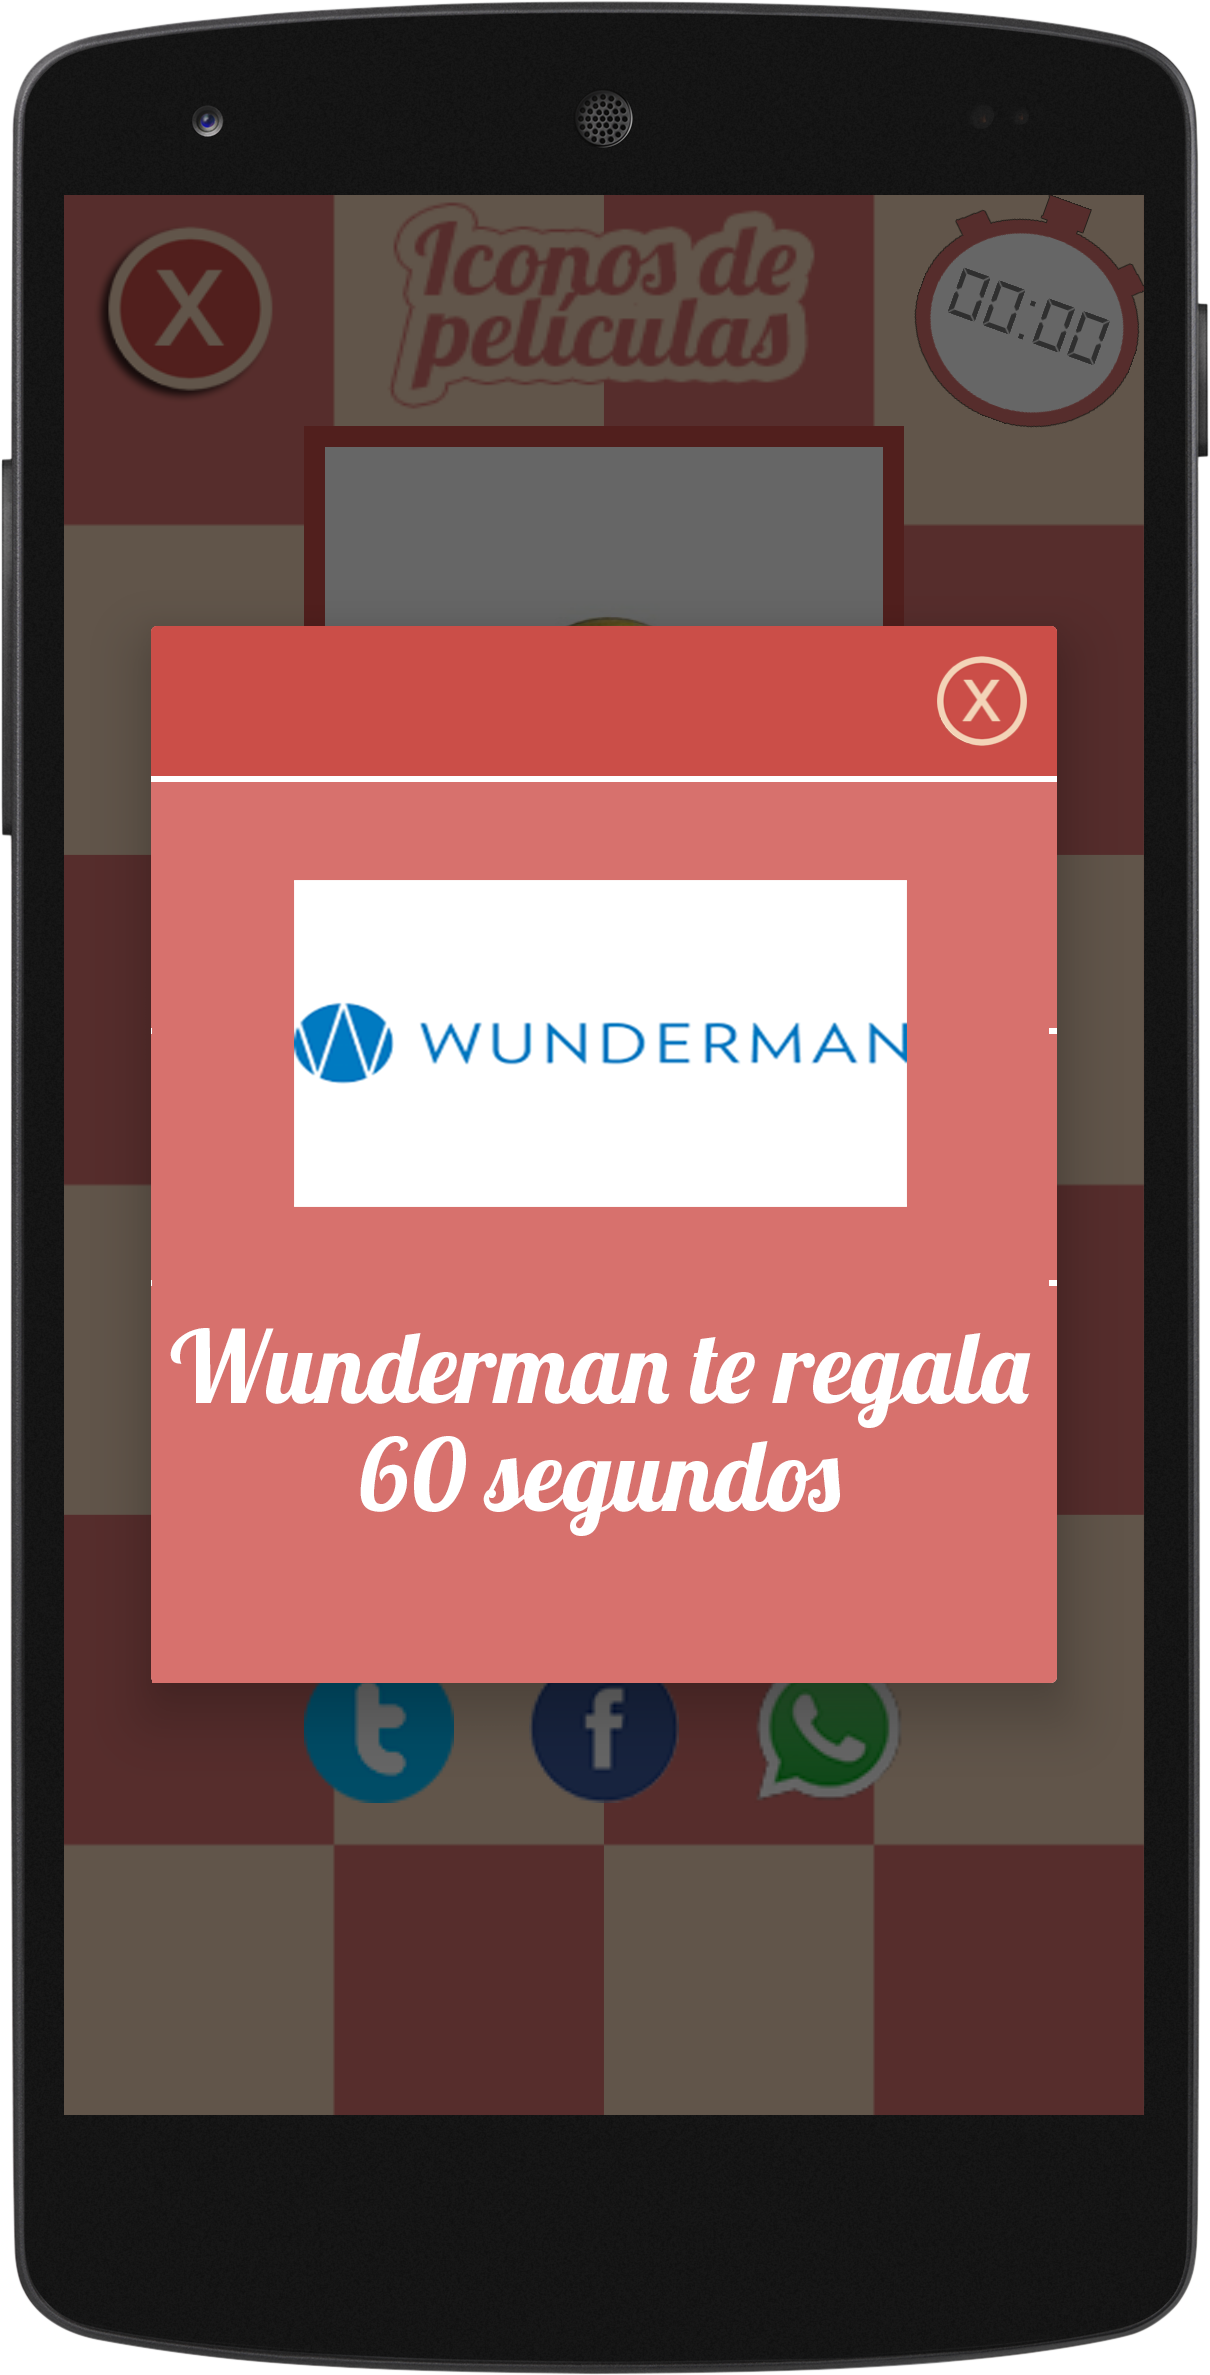 X
Iconos de
películas
00:00
X
WUNDERMAN
Wunderman te regala
60 segundos